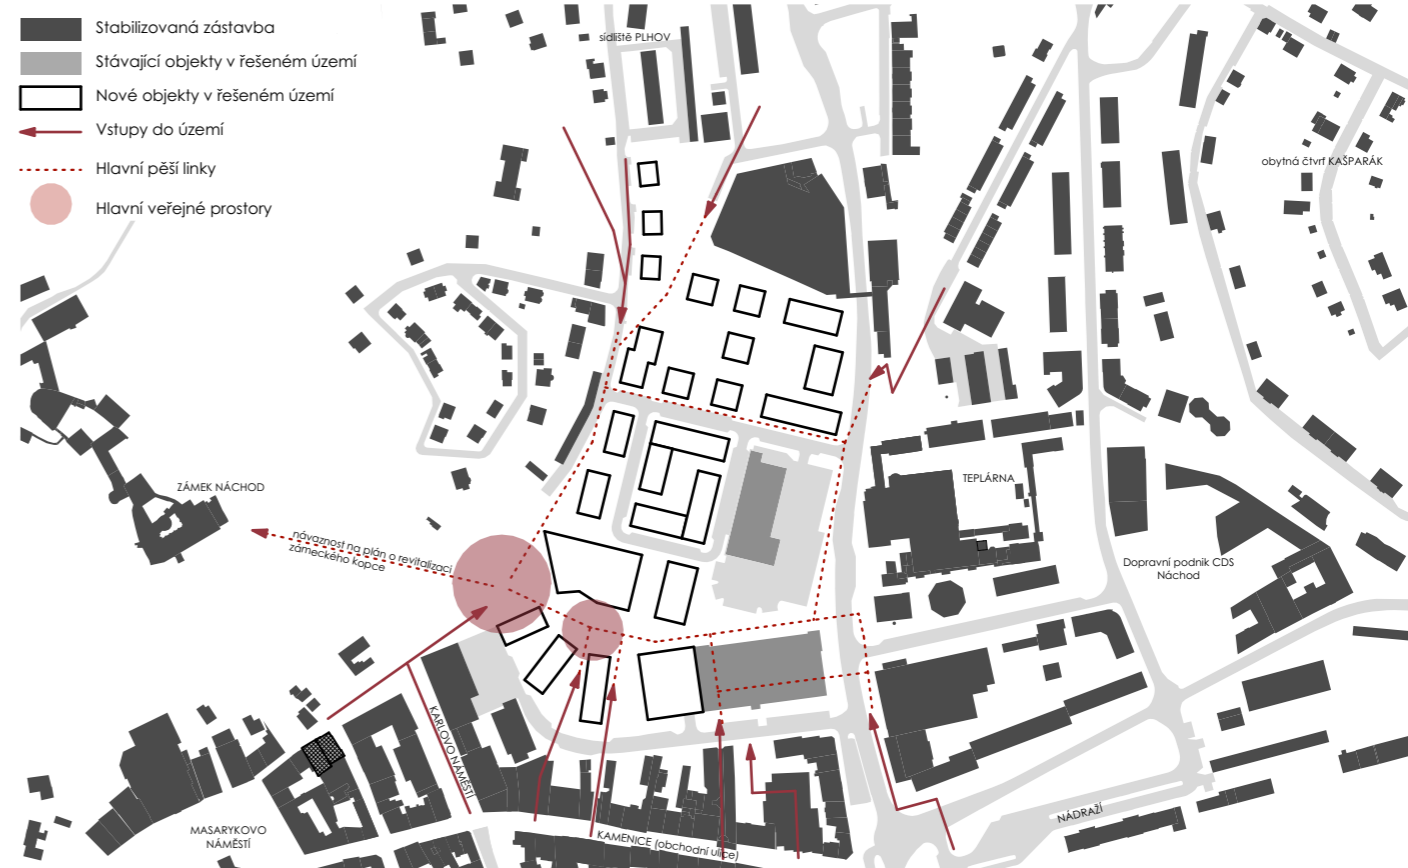 Stabilizovaná zástavba
Stávající objekty v řešeném území
Nové objekty v řešeném území
Vstupy do území
Hlavní pěší linky
Hlavní veřejné prostory
sídliště PLHOV
obytná čtvrť KAŠPARÁK
ZÁMEK NÁCHOD
TEPLÁRNA
návaznost na plán o revitalizaci
zámeckého kopce
Dopravní podnik CDS
Náchod
KARLOVO NÁMĚSTÍ
MASARYKOVO
NÁMĚSTÍ
KAMENICE (obchodní ulice)
NÁDRAŽÍ